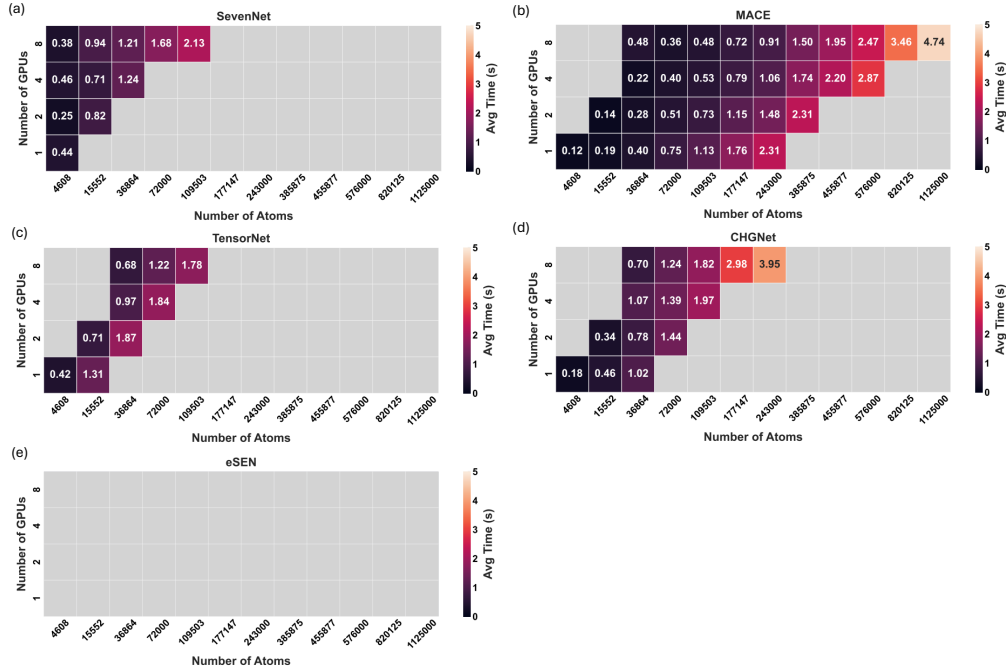 (a)
SevenNet
Number of GPUs
8
0.38 0.94 1.21 1.68 2.13
4
0.46 0.71 1.24
2
0.25 0.82
1
0.44
4608 15552 36864 72000 109503 177147 243000 385875 455877 576000 820125 1125000
Number of Atoms
5
4
3
2
1
0
Avg Time (s)
(b)
MACE
Number of GPUs
8
0.48 0.36 0.48 0.72 0.91 1.50 1.95 2.47 3.46 4.74
4
0.22 0.40 0.53 0.79 1.06 1.74 2.20 2.87
2
0.14 0.28 0.51 0.73 1.15 1.48 2.31
1
0.12 0.19 0.40 0.75 1.13 1.76 2.31
4608 15552 36864 72000 109503 177147 243000 385875 455877 576000 820125 1125000
Number of Atoms
5
4
3
2
1
0
Avg Time (s)
(c)
TensorNet
Number of GPUs
8
0.68 1.22 1.78
4
0.97 1.84
2
0.71 1.87
1
0.42 1.31
4608 15552 36864 72000 109503 177147 243000 385875 455877 576000 820125 1125000
Number of Atoms
5
4
3
2
1
0
Avg Time (s)
(d)
CHGNet
Number of GPUs
8
0.70 1.24 1.82 2.98 3.95
4
1.07 1.39 1.97
2
0.34 0.78 1.44
1
0.18 0.46 1.02
4608 15552 36864 72000 109503 177147 243000 385875 455877 576000 820125 1125000
Number of Atoms
5
4
3
2
1
0
Avg Time (s)
(e)
eSEN
Number of GPUs
8
4
2
1
4608 15552 36864 72000 109503 177147 243000 385875 455877 576000 820125 1125000
Number of Atoms
5
4
3
2
1
0
Avg Time (s)